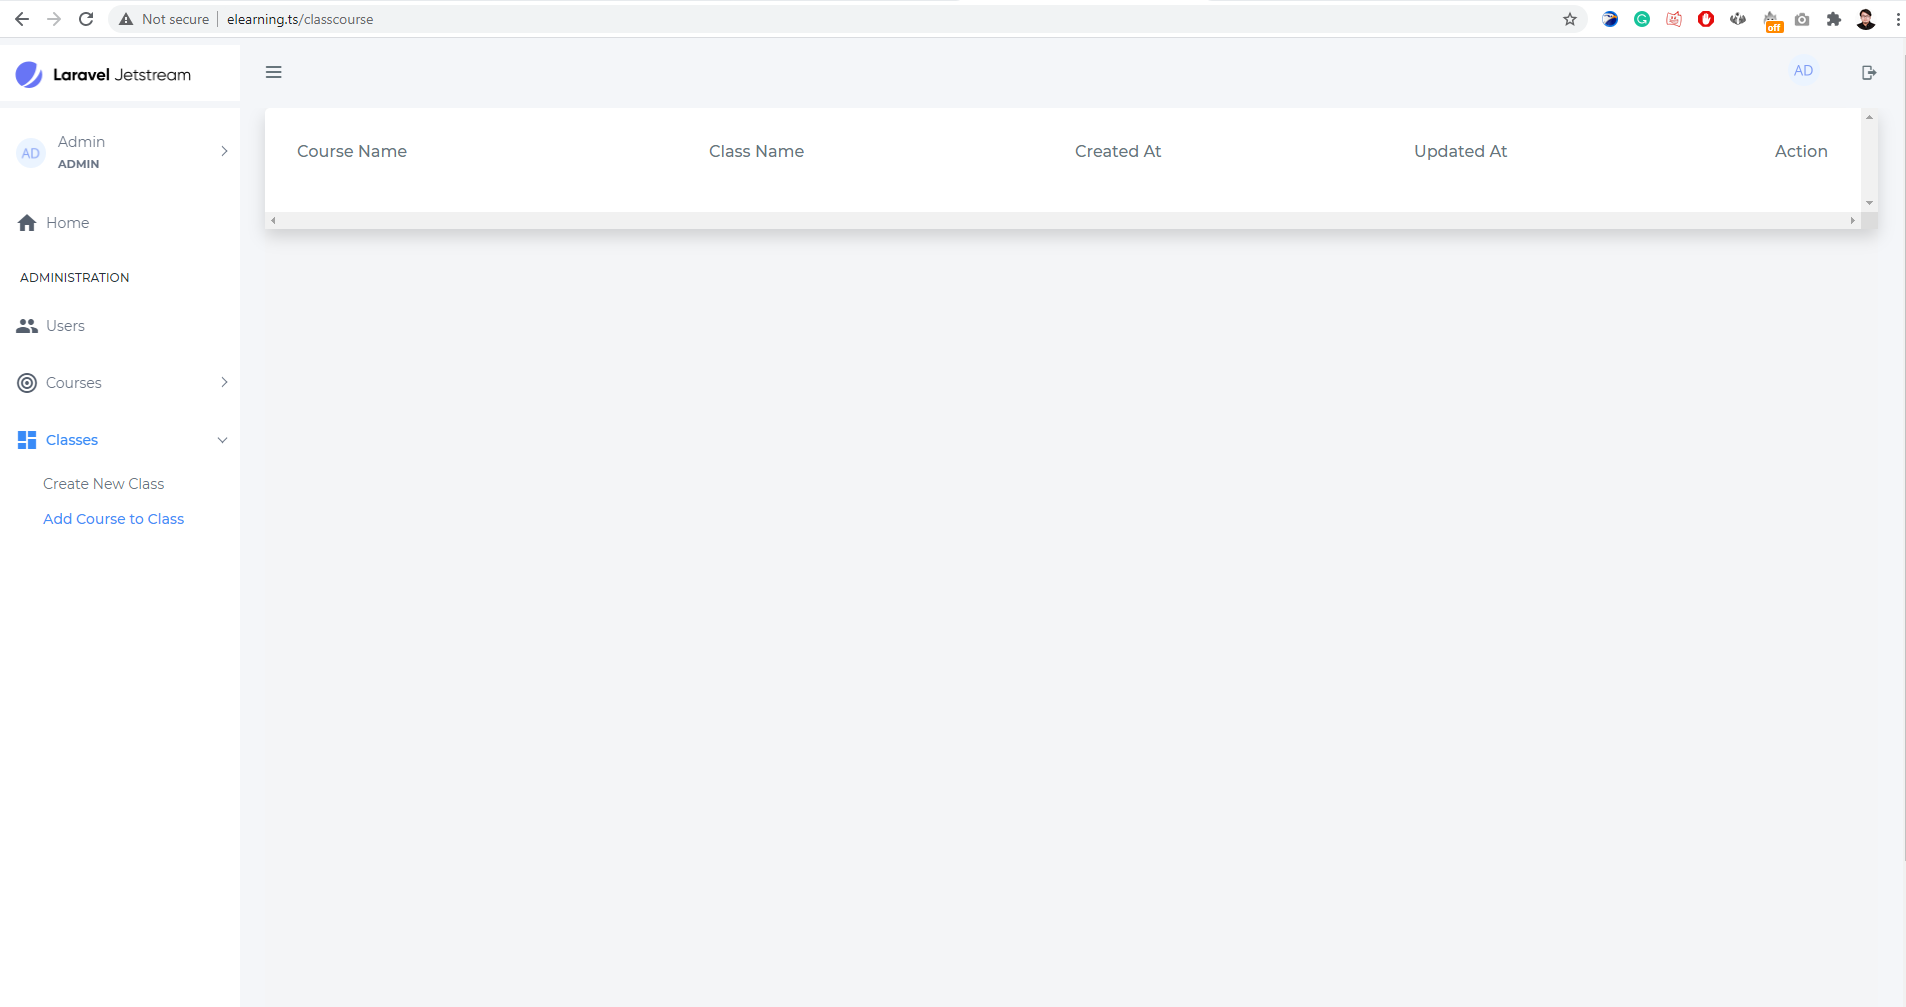 Not secure elearning.ts/classcourse
off
Laravel Jetstream
AD
AD
Admin
ADMIN
Home
ADMINISTRATION
Users
Courses
Classes
Create New Class
Add Course to Class
Course Name Class Name Created At Updated At Action